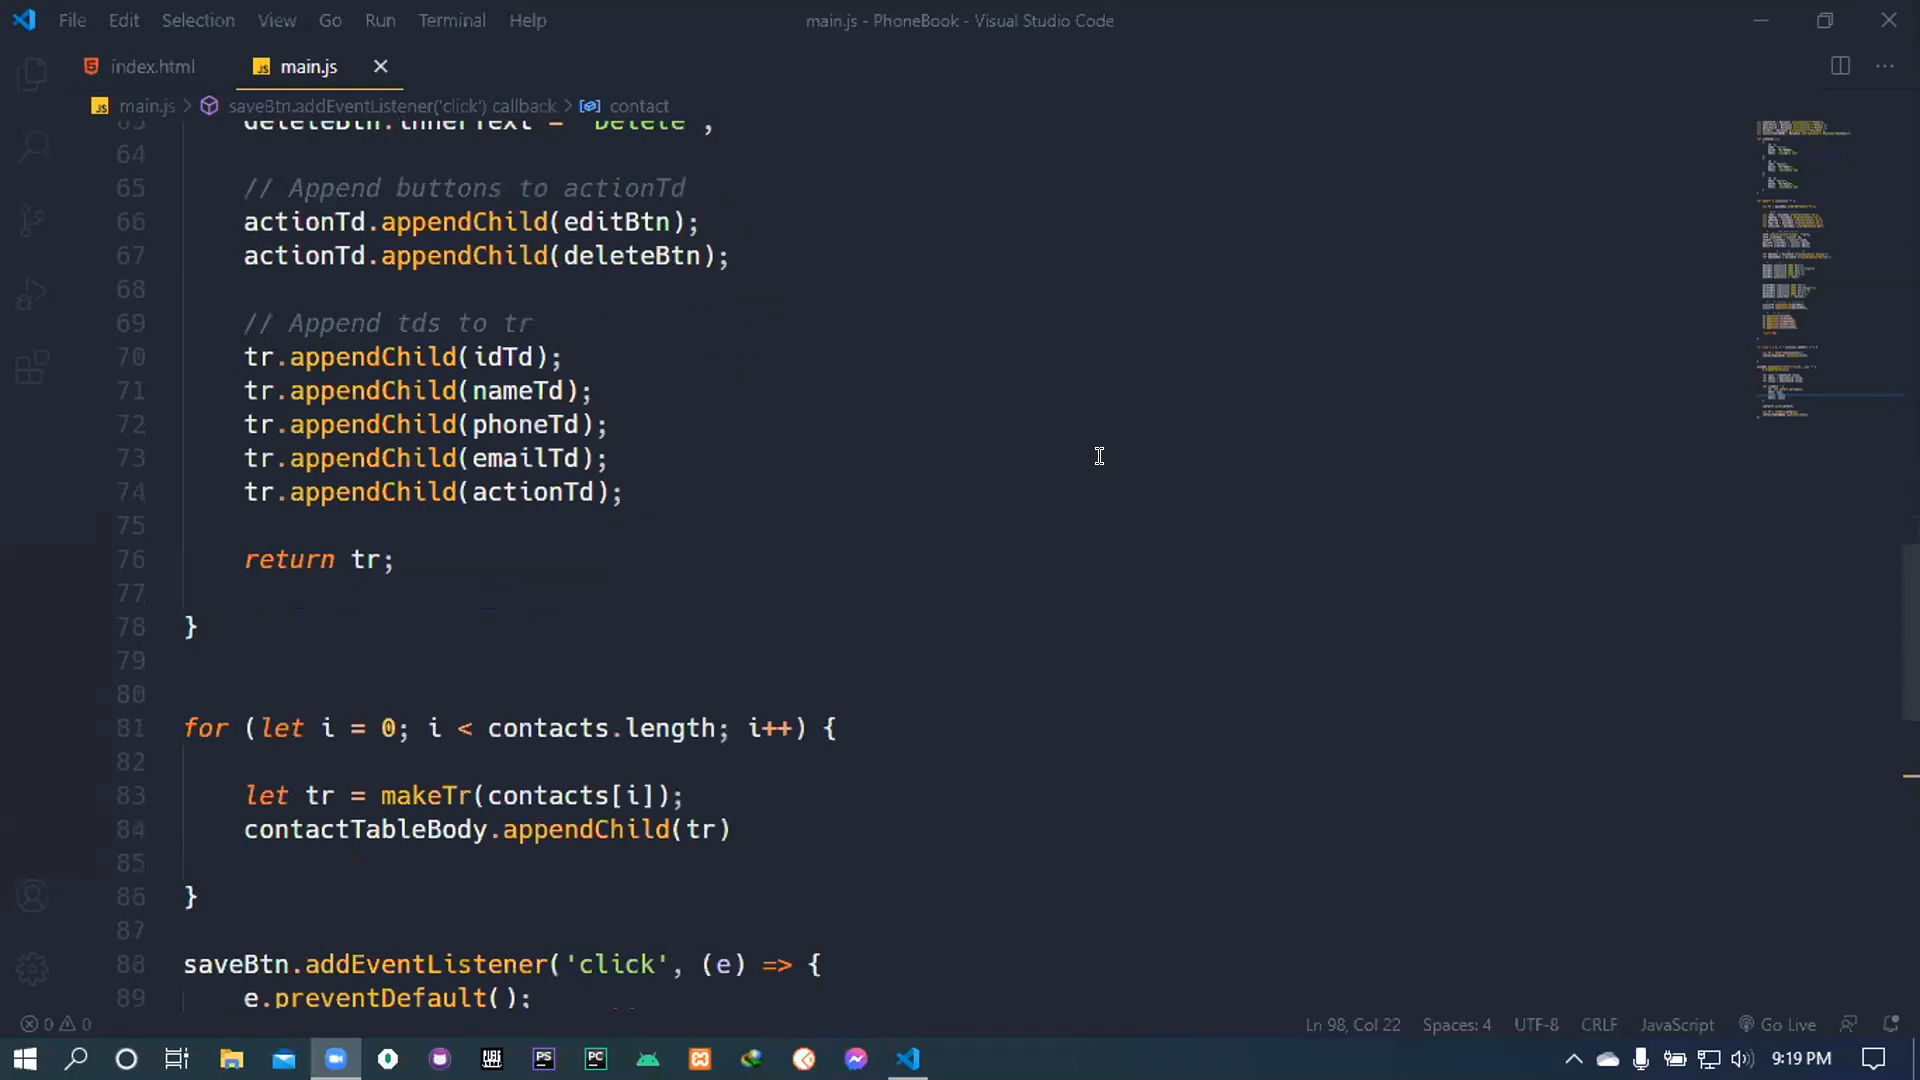 File Edit Selection View Go Run Terminal Help main.js - PhoneBook - Visual Studio Code
index.html main.js
main.js > saveBtn.addEventListener('click') callback > contact
63 deleteBtn.innerText = 'Delete';
64
65 // Append buttons to actionTd
66 actionTd.appendChild(editBtn);
67 actionTd.appendChild(deleteBtn);
68
69 // Append tds to tr
70 tr.appendChild(idTd);
71 tr.appendChild(nameTd);
72 tr.appendChild(phoneTd);
73 tr.appendChild(emailTd);
74 tr.appendChild(actionTd);
75
76 return tr;
77
78 }
79
80
81 for (let i = 0; i < contacts.length; i++) {
82
83 let tr = makeTr(contacts[i]);
84 contactTableBody.appendChild(tr)
85
86 }
87
88 saveBtn.addEventListener('click', (e) => {
89 e.preventDefault();
0 0 Ln 98, Col 22 Spaces: 4 UTF-8 CRLF JavaScript Go Live
PS PC 9:19 PM